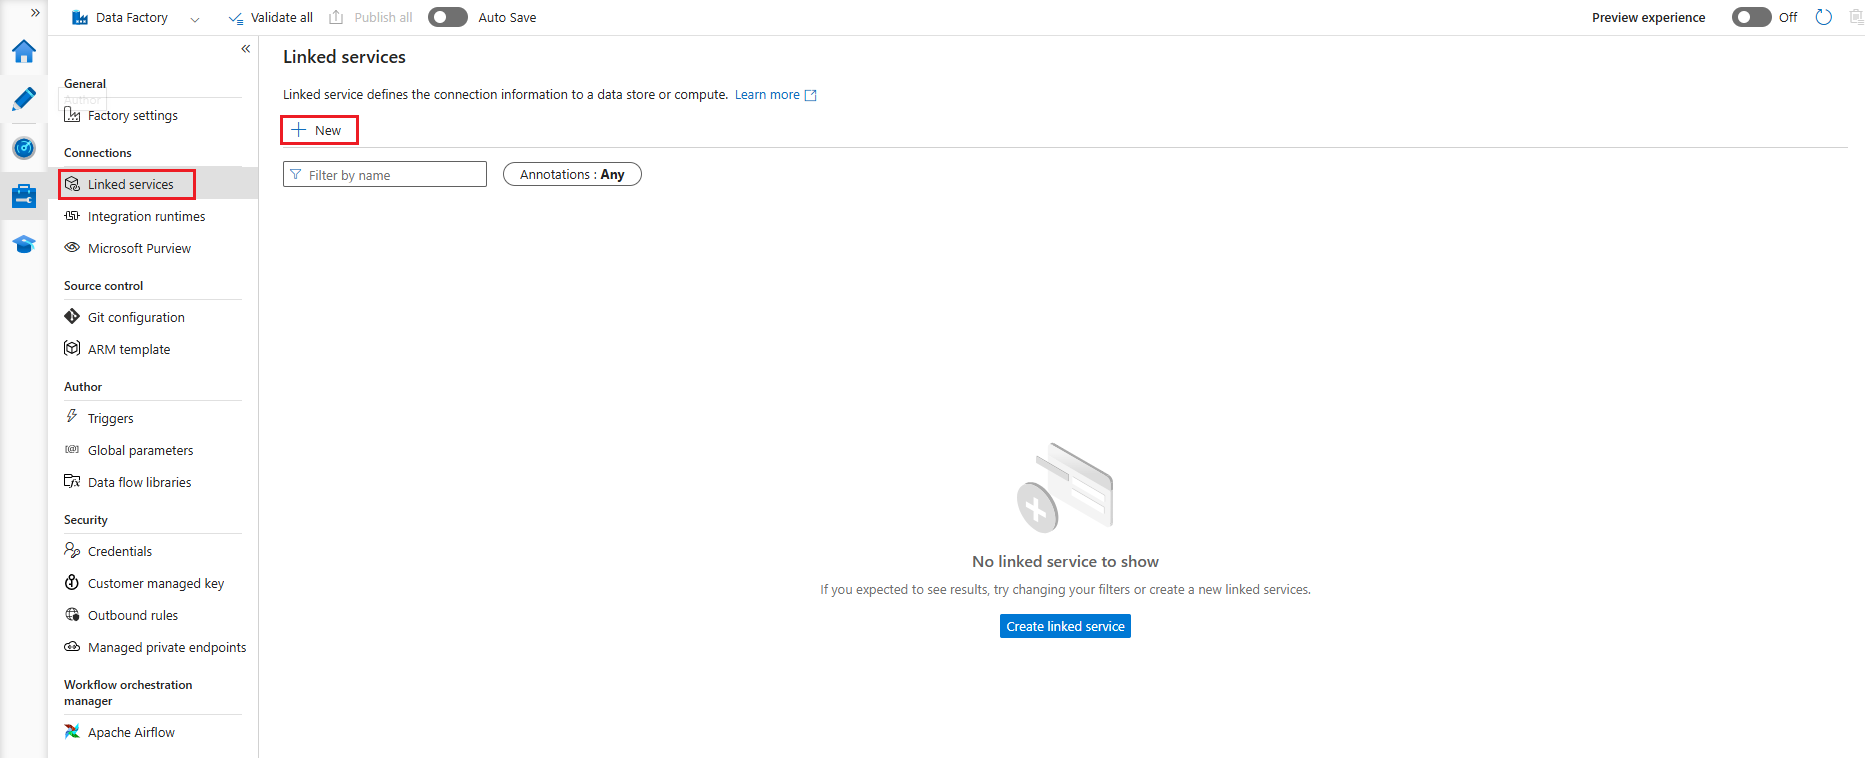 Data Factory
Validate all
Publish all
Auto Save
Preview experience
Off
General
Author
Factory settings
Connections
Linked services
Integration runtimes
Microsoft Purview
Source control
Git configuration
ARM template
Author
Triggers
Global parameters
Data flow libraries
Security
Credentials
Customer managed key
Outbound rules
Managed private endpoints
Workflow orchestration
manager
Apache Airflow
Linked services
Linked service defines the connection information to a data store or compute. Learn more
New
Filter by name
Annotations : Any
No linked service to show
If you expected to see results, try changing your filters or create a new linked services.
Create linked service